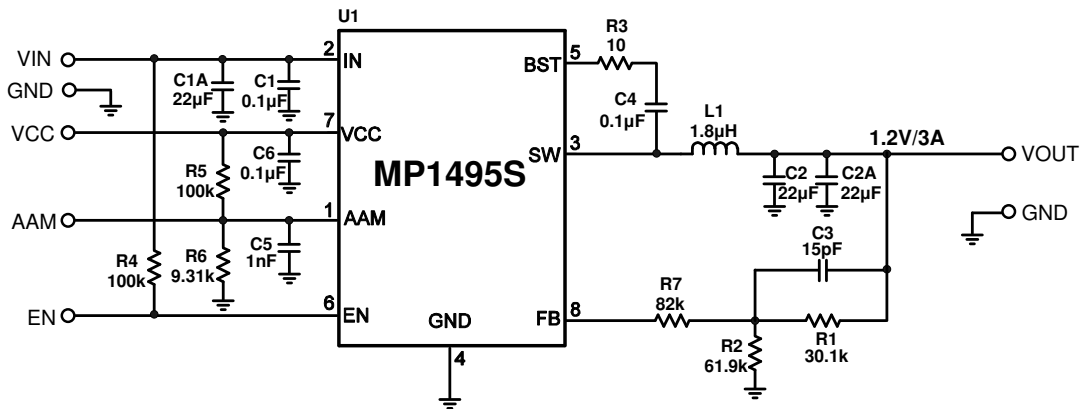 U1
VIN
GND
VCC
AAM
EN
2
IN
7
VCC
1
AAM
6
EN
C1A
22µF
C1
0.1µF
R5
100k
C6
0.1µF
R4
100k
R6
9.31k
C5
1nF
MP1495S
GND
4
5
BST
3
SW
8
FB
R3
10
C4
0.1µF
L1
1.8µH
1.2V/3A
VOUT
C2
22µF
C2A
22µF
GND
C3
15pF
R7
82k
R2
61.9k
R1
30.1k